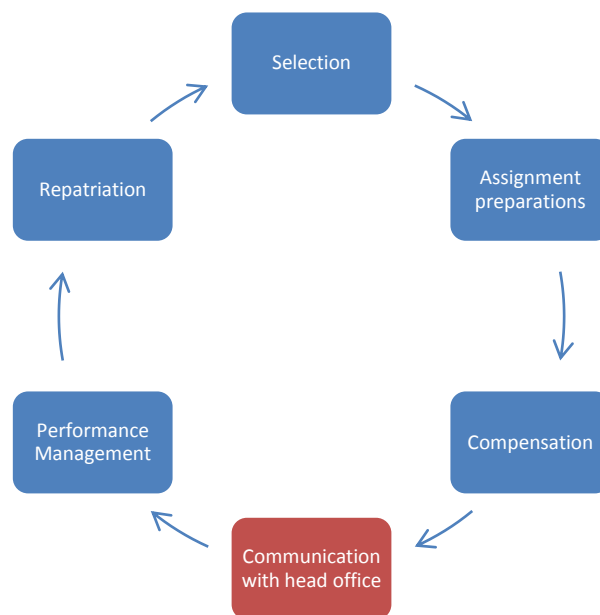 Selection
Assignment
preparations
Compensation
Communication
with head office
Performance
Management
Repatriation